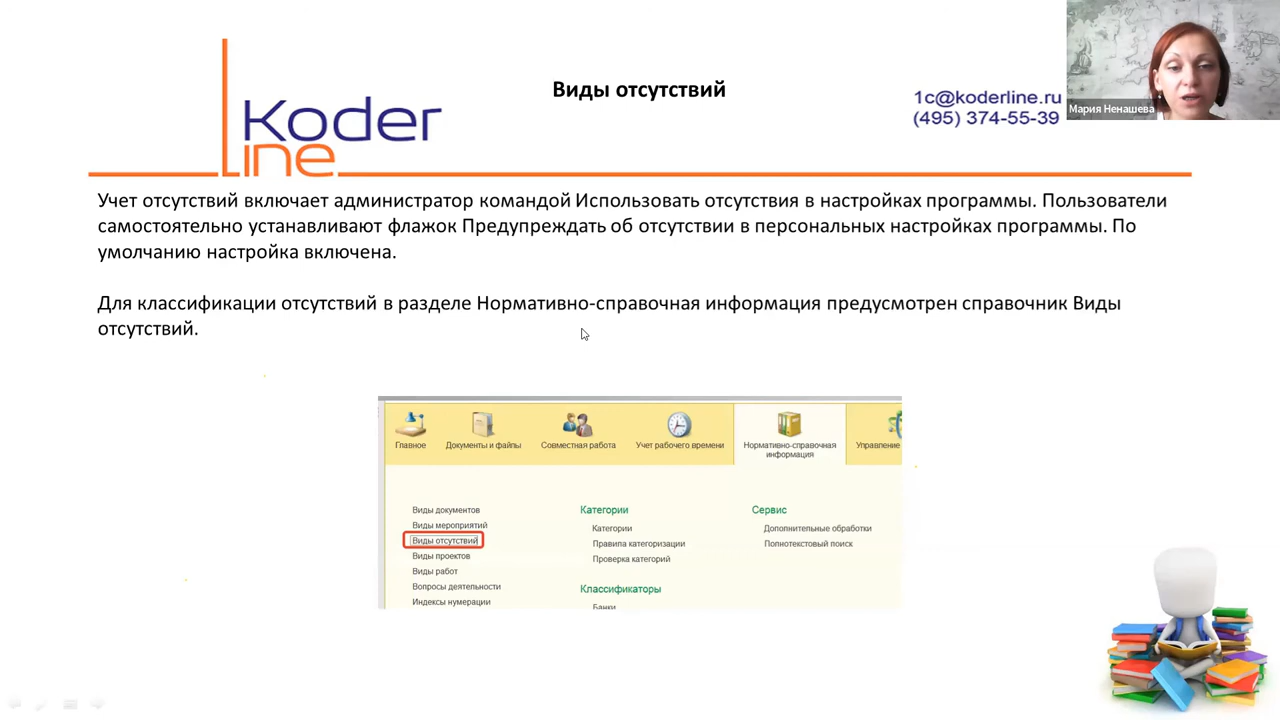 Виды отсутствий
Koder
line
1c@koderline.ru
(495) 374-55-39
Мария Ненашева
Учет отсутствий включает администратор командой Использовать отсутствия в настройках программы. Пользователи
самостоятельно устанавливают флажок Предупреждать об отсутствии в персональных настройках программы. По
умолчанию настройка включена.
Для классификации отсутствий в разделе Нормативно-справочная информация предусмотрен справочник Виды
отсутствий.
Главное
Документы и файлы
Совместная работа
Учет рабочего времени
Нормативно-справочная
информация
Управление
Виды документов
Виды мероприятий
Виды отсутствий
Виды проектов
Виды работ
Вопросы деятельности
Индексы нумерации
Категории
Категории
Правила категоризации
Проверка категорий
Классификаторы
Банки
Сервис
Дополнительные обработки
Полнотекстовый поиск